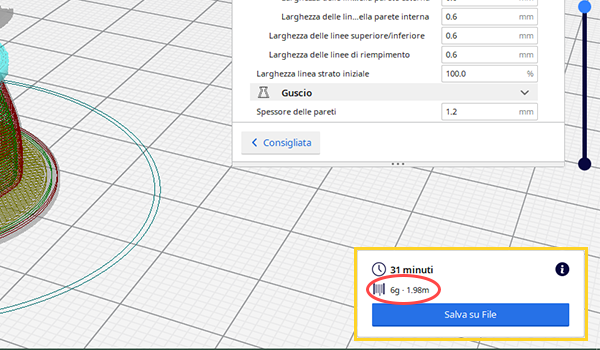 Larghezza delle lin...ella parete interna 0.6 mm
Larghezza delle linee superiore/inferiore 0.6 mm
Larghezza delle linee di riempimento 0.6 mm
Larghezza linea strato iniziale 100.0 %
Guscio
Spessore delle pareti 1.2 mm
Consigliata
31 minuti
6g · 1.98m
Salva su File